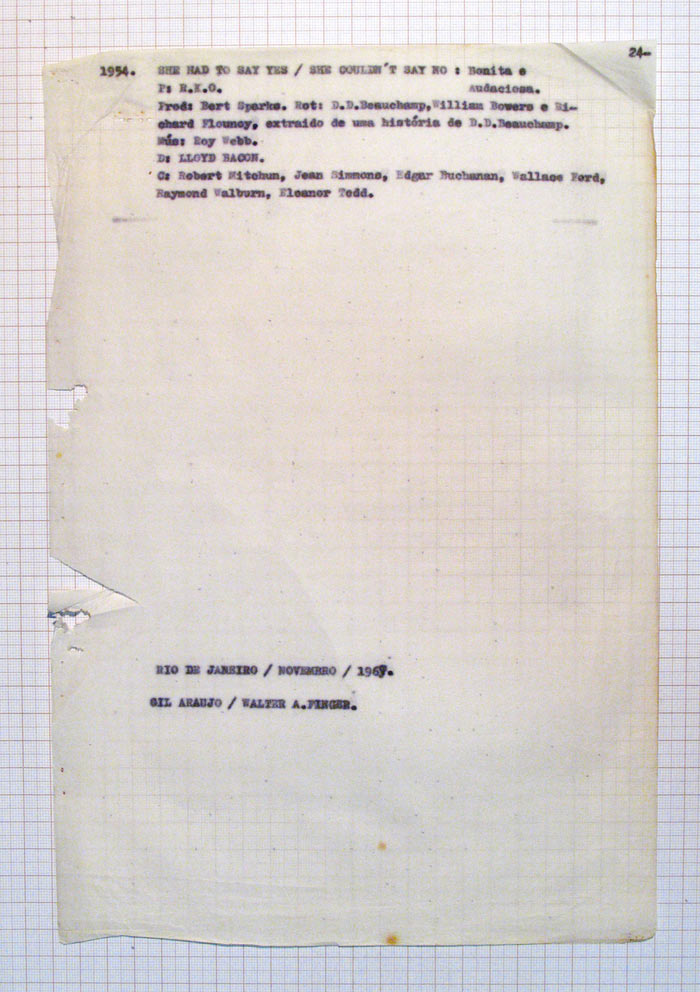 24-
1954. SHE HAD TO SAY YES / SHE COULDN'T SAY NO : Bonita e
P: R.K.O. Audaciosa.
Prod: Bert Sparks. Rot: D.D.Beauchamp,William Bowers e Ri-
chard Flouncy, extraido de uma história de D.D.Beauchamp.
Mús: Roy Webb.
D: LLOYD BACON.
C: Robert Mitchun, Jean Simmons, Edgar Buchanan, Wallace Ford,
Raymond Walburn, Eleanor Todd.
RIO DE JANEIRO / NOVEMBRO / 1967.
GIL ARAUJO / WALTER A.FINGER.